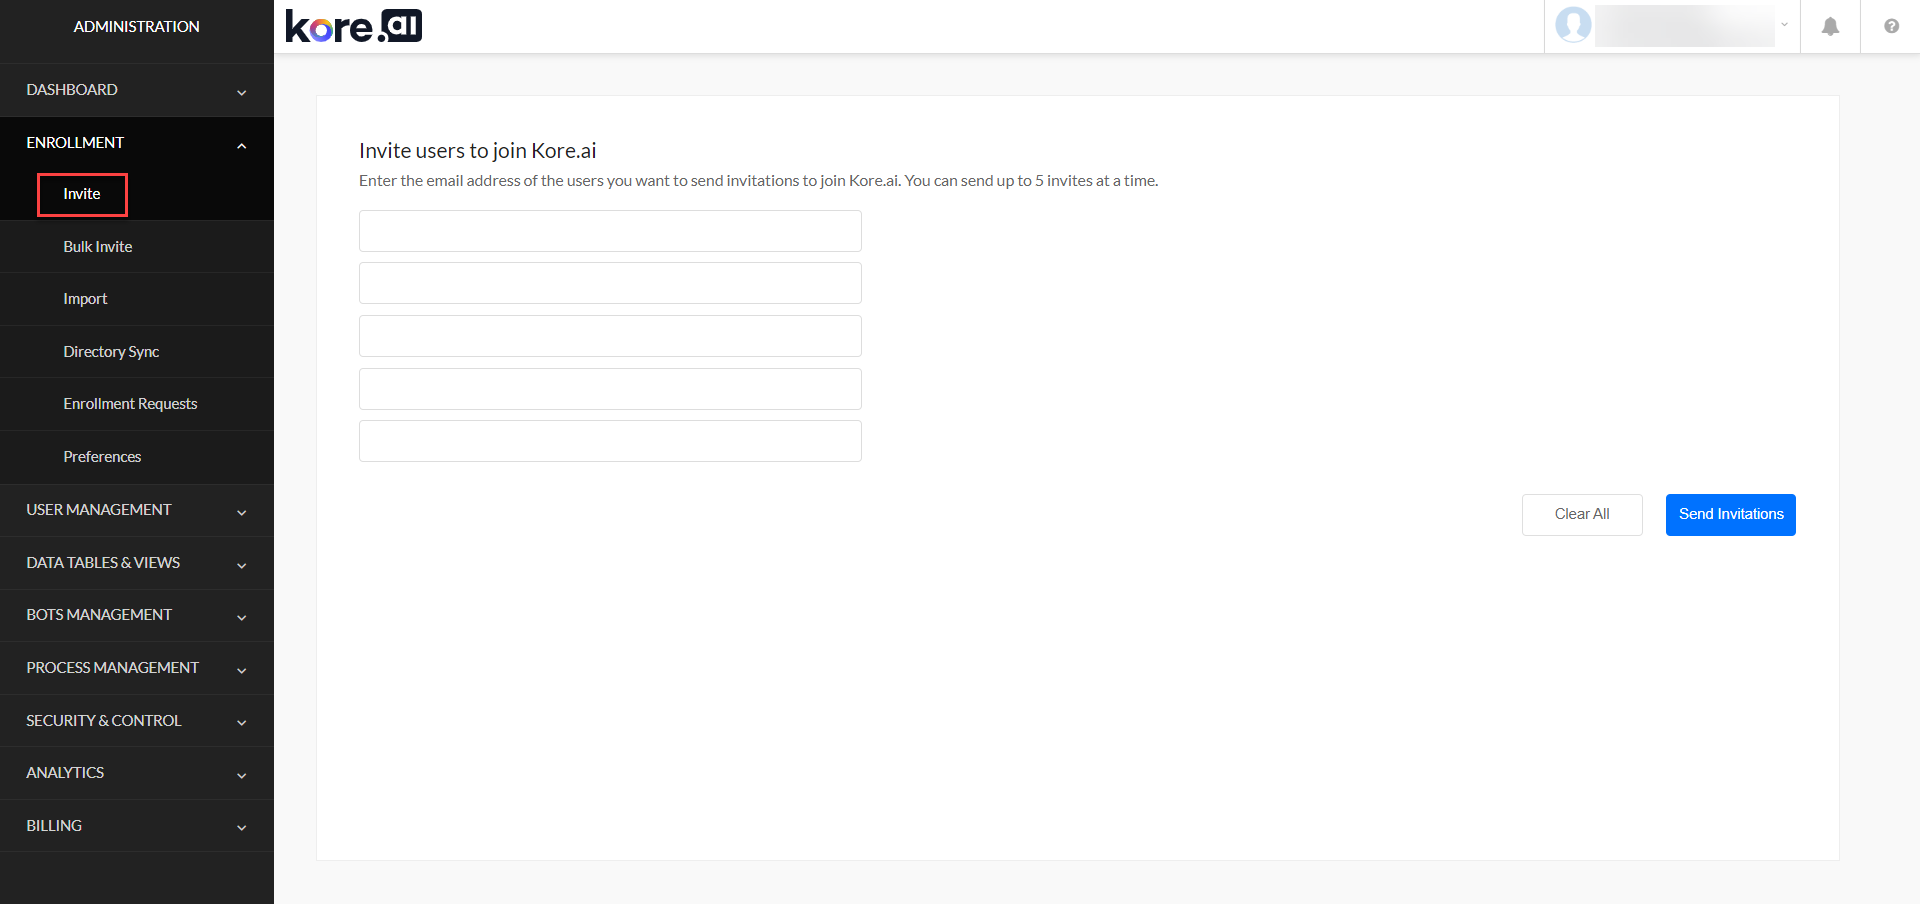 ADMINISTRATION
DASHBOARD
ENROLLMENT
Invite
Bulk Invite
Import
Directory Sync
Enrollment Requests
Preferences
USER MANAGEMENT
DATA TABLES & VIEWS
BOTS MANAGEMENT
PROCESS MANAGEMENT
SECURITY & CONTROL
ANALYTICS
BILLING
kore.ai
Invite users to join Kore.ai
Enter the email address of the users you want to send invitations to join Kore.ai. You can send up to 5 invites at a time.
Clear All
Send Invitations